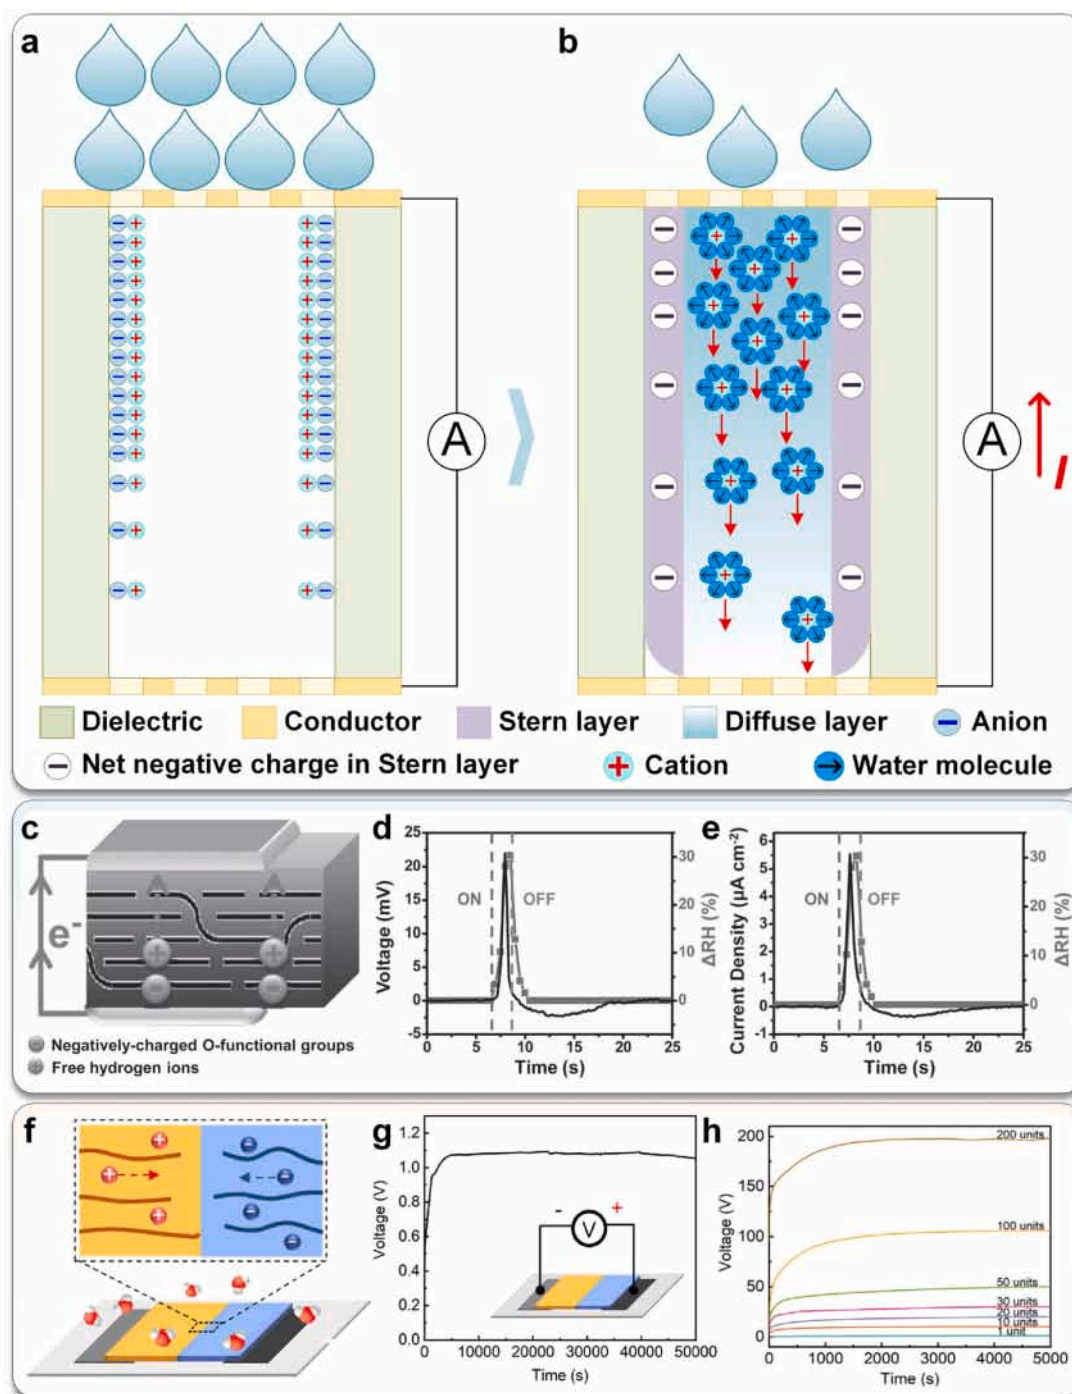 a
b
A
A
I
Dielectric
Conductor
Stern layer
Diffuse layer
Anion
Net negative charge in Stern layer
Cation
Water molecule
c
e-
Negatively-charged O-functional groups
Free hydrogen ions
d
Voltage (mV)
25
20
15
10
5
0
-5
ON
OFF
30
20
10
0
ΔRH (%)
0 5 10 15 20 25
Time (s)
e
Current Density (μA cm-2)
6
5
4
3
2
1
0
-1
ON
OFF
30
20
10
0
ΔRH (%)
0 5 10 15 20 25
Time (s)
f
g
Voltage (V)
1.2
1.0
0.8
0.6
0.4
0.2
0.0
- +
V
0 10000 20000 30000 40000 50000
Time (s)
h
Voltage (V)
200
150
100
50
0
200 units
100 units
50 units
30 units
20 units
10 units
1 unit
0 1000 2000 3000 4000 5000
Time (s)